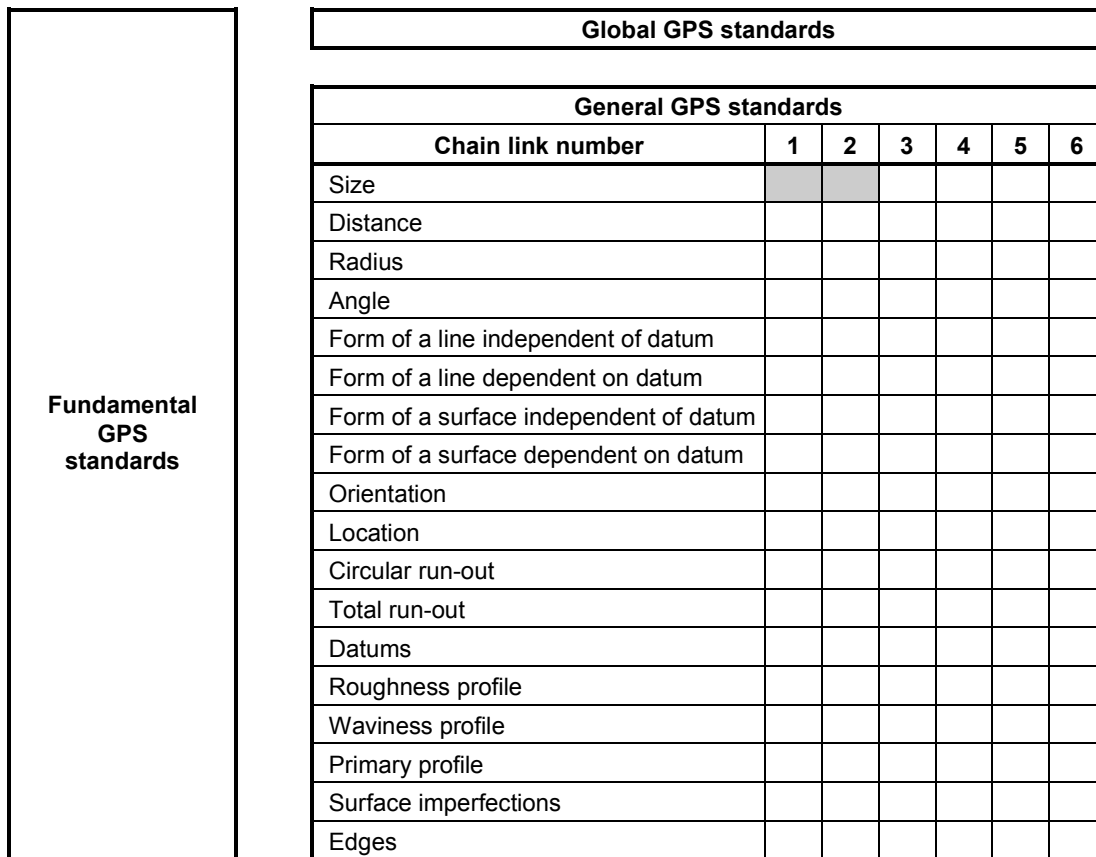 Fundamental
GPS
standards
Global GPS standards
General GPS standards
Chain link number 1 2 3 4 5 6
Size
Distance
Radius
Angle
Form of a line independent of datum
Form of a line dependent on datum
Form of a surface independent of datum
Form of a surface dependent on datum
Orientation
Location
Circular run-out
Total run-out
Datums
Roughness profile
Waviness profile
Primary profile
Surface imperfections
Edges